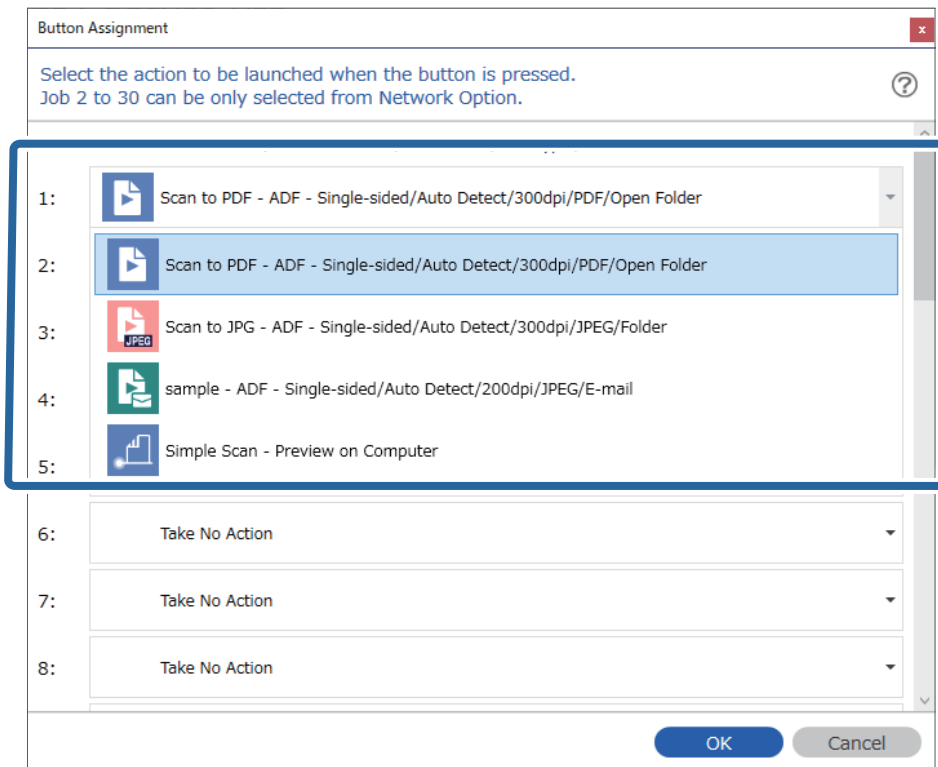 Button Assignment
x
Select the action to be launched when the button is pressed.
Job 2 to 30 can be only selected from Network Option.
?
1:
Scan to PDF - ADF - Single-sided/Auto Detect/300dpi/PDF/Open Folder
2:
Scan to PDF - ADF - Single-sided/Auto Detect/300dpi/PDF/Open Folder
3:
JPEG
Scan to JPG - ADF - Single-sided/Auto Detect/300dpi/JPEG/Folder
4:
sample - ADF - Single-sided/Auto Detect/200dpi/JPEG/E-mail
5:
Simple Scan - Preview on Computer
6:
Take No Action
7:
Take No Action
8:
Take No Action
OK
Cancel